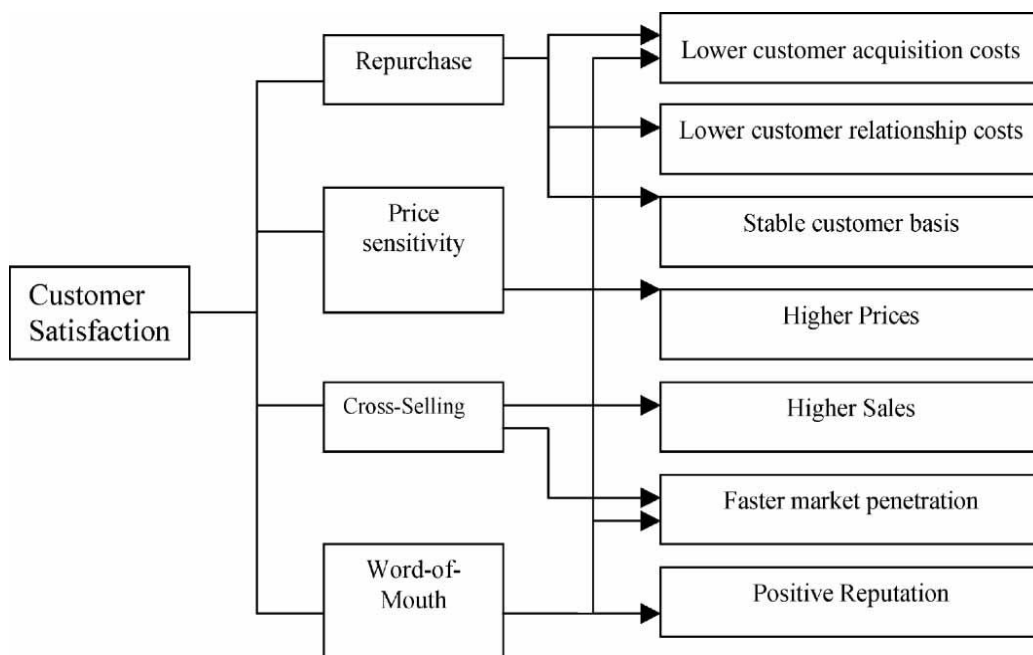 Customer
Satisfaction
Repurchase
Price
sensitivity
Cross-Selling
Word-of-
Mouth
Lower customer acquisition costs
Lower customer relationship costs
Stable customer basis
Higher Prices
Higher Sales
Faster market penetration
Positive Reputation